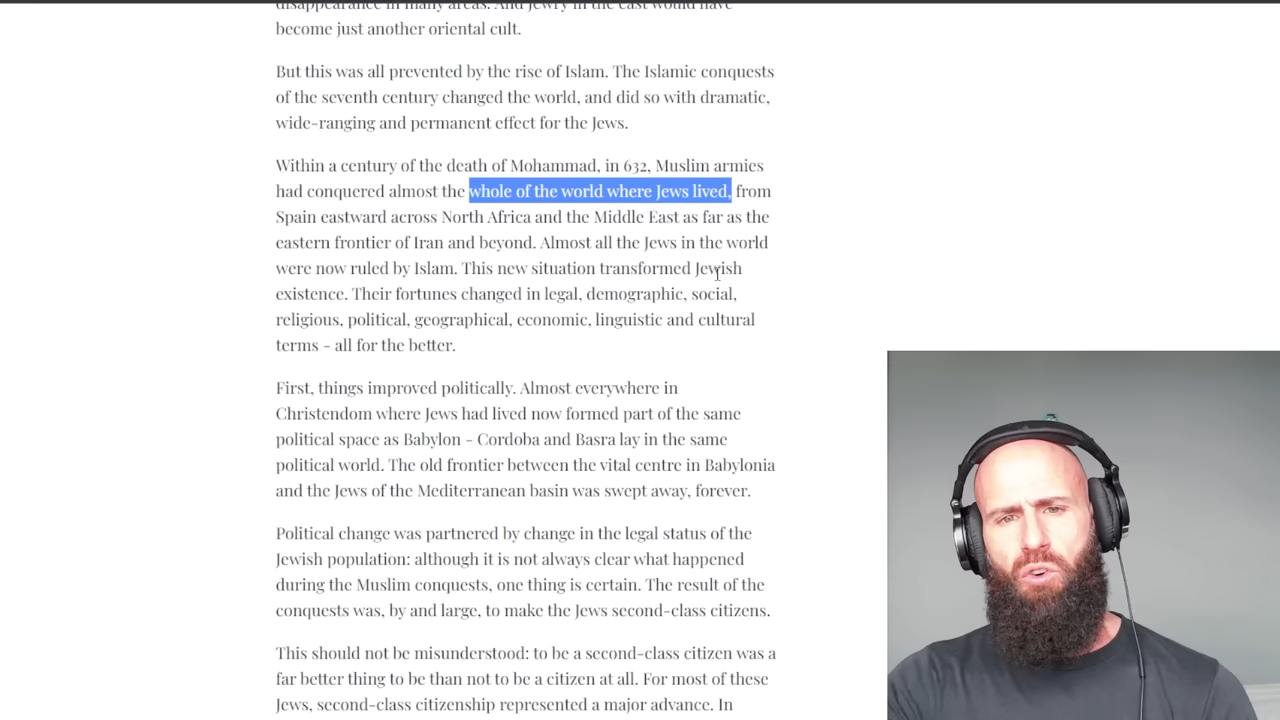 disappearance in many areas. And Jewry in the east would have
become just another oriental cult.
But this was all prevented by the rise of Islam. The Islamic conquests
of the seventh century changed the world, and did so with dramatic,
wide-ranging and permanent effect for the Jews.
Within a century of the death of Mohammad, in 632, Muslim armies
had conquered almost the whole of the world where Jews lived, from
Spain eastward across North Africa and the Middle East as far as the
eastern frontier of Iran and beyond. Almost all the Jews in the world
were now ruled by Islam. This new situation transformed Jewish
existence. Their fortunes changed in legal, demographic, social,
religious, political, geographical, economic, linguistic and cultural
terms - all for the better.
First, things improved politically. Almost everywhere in
Christendom where Jews had lived now formed part of the same
political space as Babylon - Cordoba and Basra lay in the same
political world. The old frontier between the vital centre in Babylonia
and the Jews of the Mediterranean basin was swept away, forever.
Political change was partnered by change in the legal status of the
Jewish population: although it is not always clear what happened
during the Muslim conquests, one thing is certain. The result of the
conquests was, by and large, to make the Jews second-class citizens.
This should not be misunderstood: to be a second-class citizen was a
far better thing to be than not to be a citizen at all. For most of these
Jews, second-class citizenship represented a major advance. In